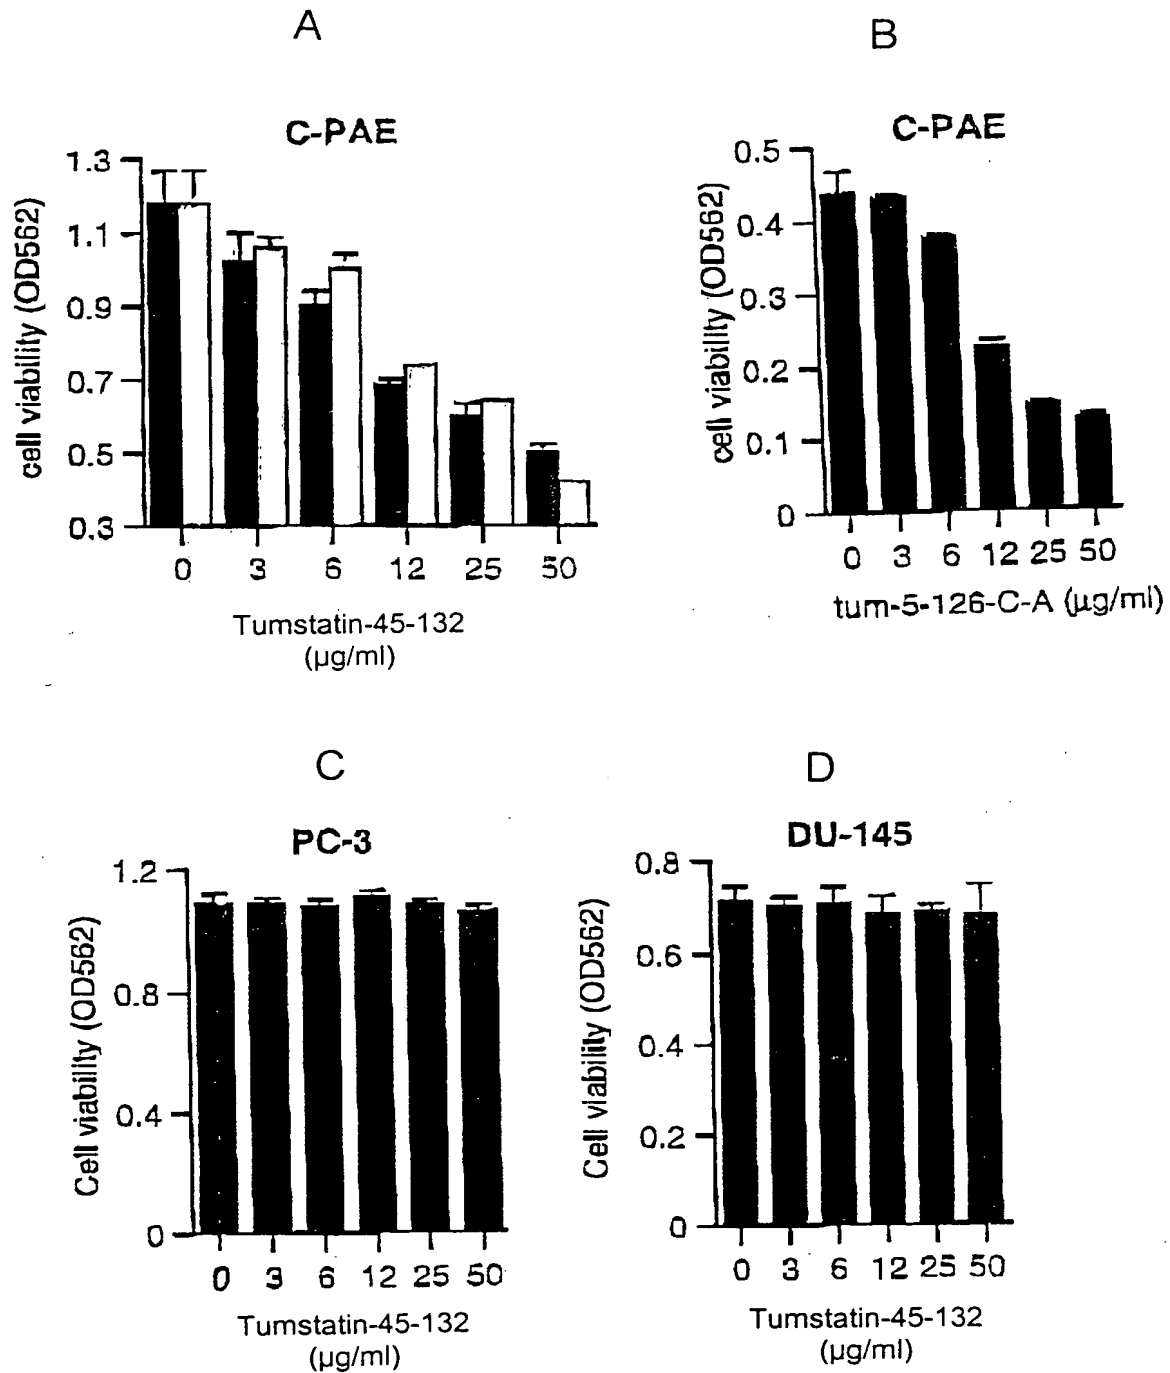 A
C-PAE
1.3
1.1
0.9
0.7
0.5
0.3
cell viability (OD562)
0 3 6 12 25 50
Tumstatin-45-132
(µg/ml)
B
C-PAE
0.5
0.4
0.3
0.2
0.1
0
cell viability (OD562)
0 3 6 12 25 50
tum-5-126-C-A (µg/ml)
C
PC-3
1.2
0.8
0.4
0
Cell viability (OD562)
0 3 6 12 25 50
Tumstatin-45-132
(µg/ml)
D
DU-145
0.8
0.6
0.4
0.2
0
Cell viability (OD562)
0 3 6 12 25 50
Tumstatin-45-132
(µg/ml)